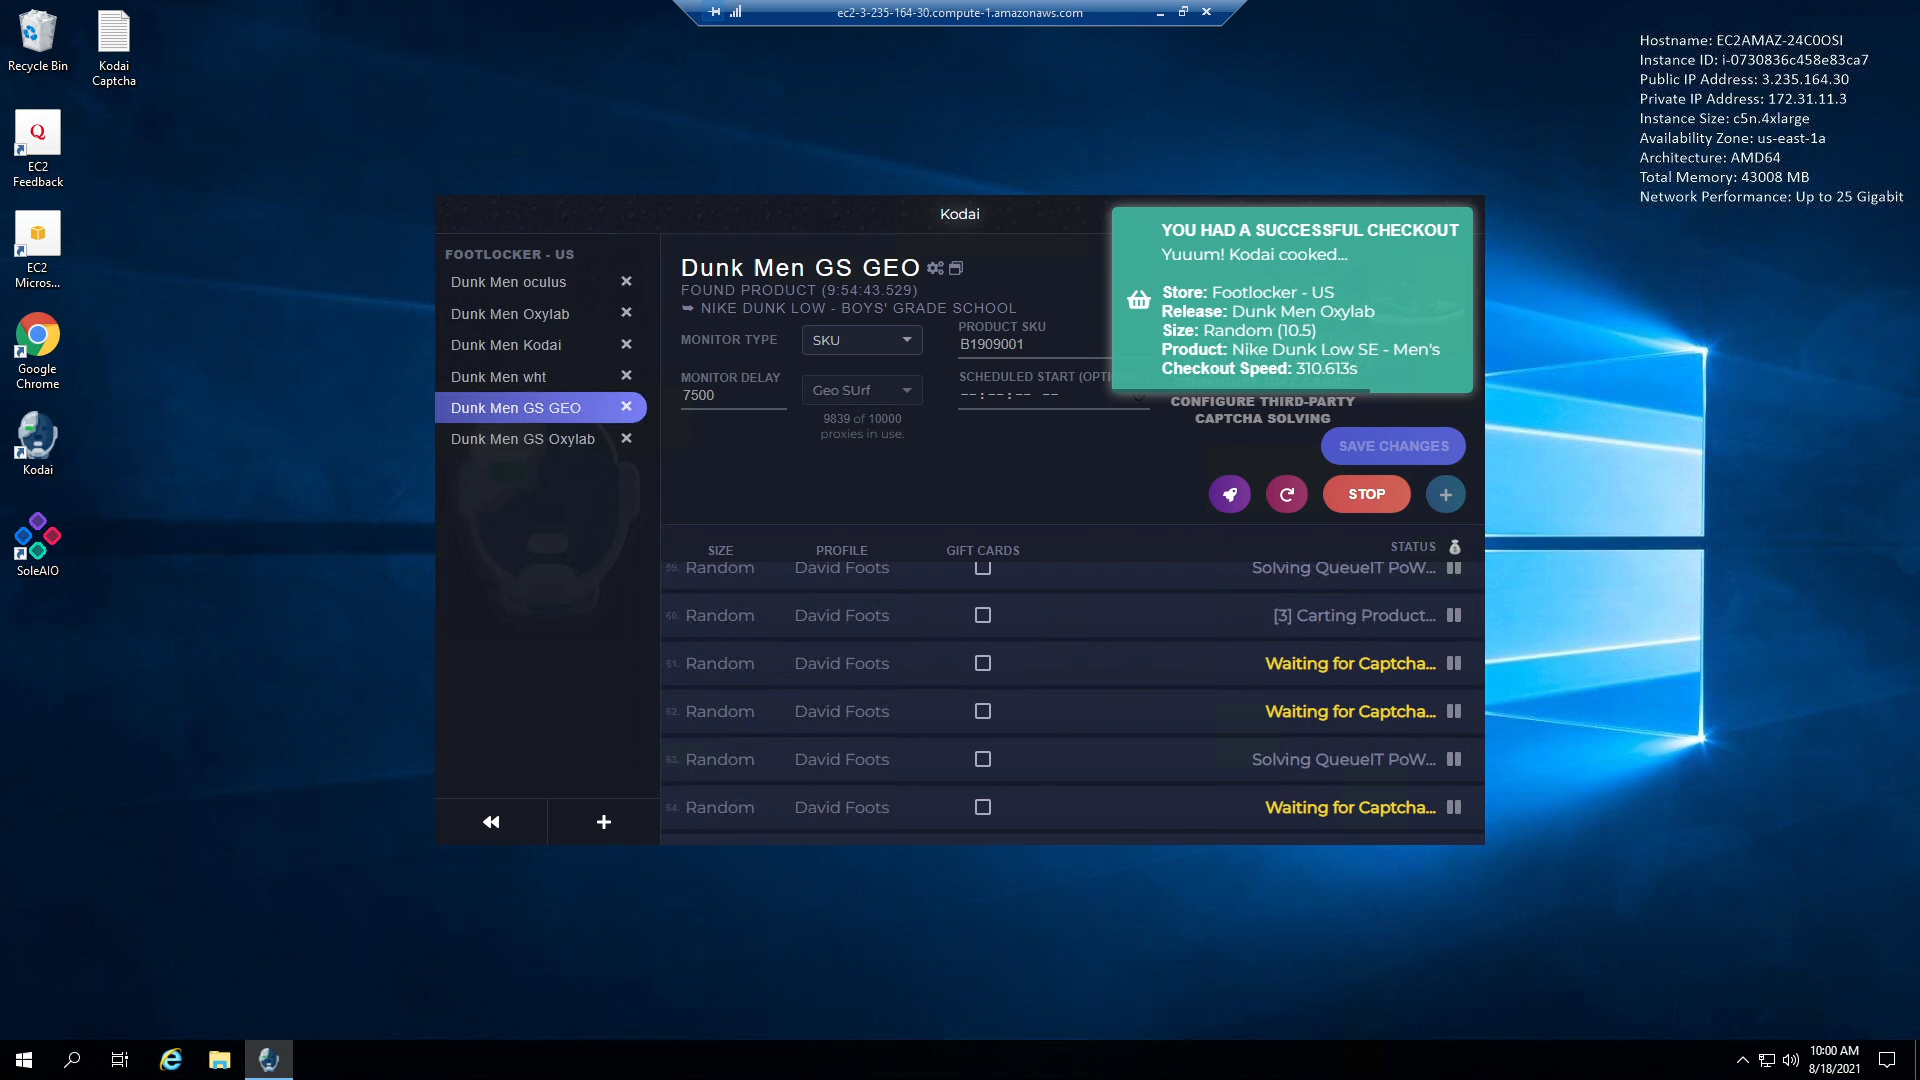 ec2-3-235-164-30.compute-1.amazonaws.com
Recycle Bin
Kodai
Captcha
EC2
Feedback
EC2
Micros...
Google
Chrome
Kodai
SoleAIO
Hostname: EC2AMAZ-24C0OSI
Instance ID: i-0730836c458e83ca7
Public IP Address: 3.235.164.30
Private IP Address: 172.31.11.3
Instance Size: c5n.4xlarge
Availability Zone: us-east-1a
Architecture: AMD64
Total Memory: 43008 MB
Network Performance: Up to 25 Gigabit
Kodai
FOOTLOCKER - US
Dunk Men oculus
Dunk Men Oxylab
Dunk Men Kodai
Dunk Men wht
Dunk Men GS GEO
Dunk Men GS Oxylab
Dunk Men GS GEO
FOUND PRODUCT (9:54:43.529)
➥ NIKE DUNK LOW - BOYS' GRADE SCHOOL
MONITOR TYPE
SKU
PRODUCT SKU
B1909001
MONITOR DELAY
7500
Geo SUrf
9839 of 10000
proxies in use.
SCHEDULED START (OPTIO
--:--:-- --
YOU HAD A SUCCESSFUL CHECKOUT
Yuuum! Kodai cooked...
Store: Footlocker - US
Release: Dunk Men Oxylab
Size: Random (10.5)
Product: Nike Dunk Low SE - Men's
Checkout Speed: 310.613s
CONFIGURE THIRD-PARTY
CAPTCHA SOLVING
SAVE CHANGES
STOP
SIZE PROFILE GIFT CARDS STATUS
59. Random David Foots Solving QueueIT PoW...
60. Random David Foots [3] Carting Product...
61. Random David Foots Waiting for Captcha...
62. Random David Foots Waiting for Captcha...
63. Random David Foots Solving QueueIT PoW...
64. Random David Foots Waiting for Captcha...
10:00 AM
8/18/2021